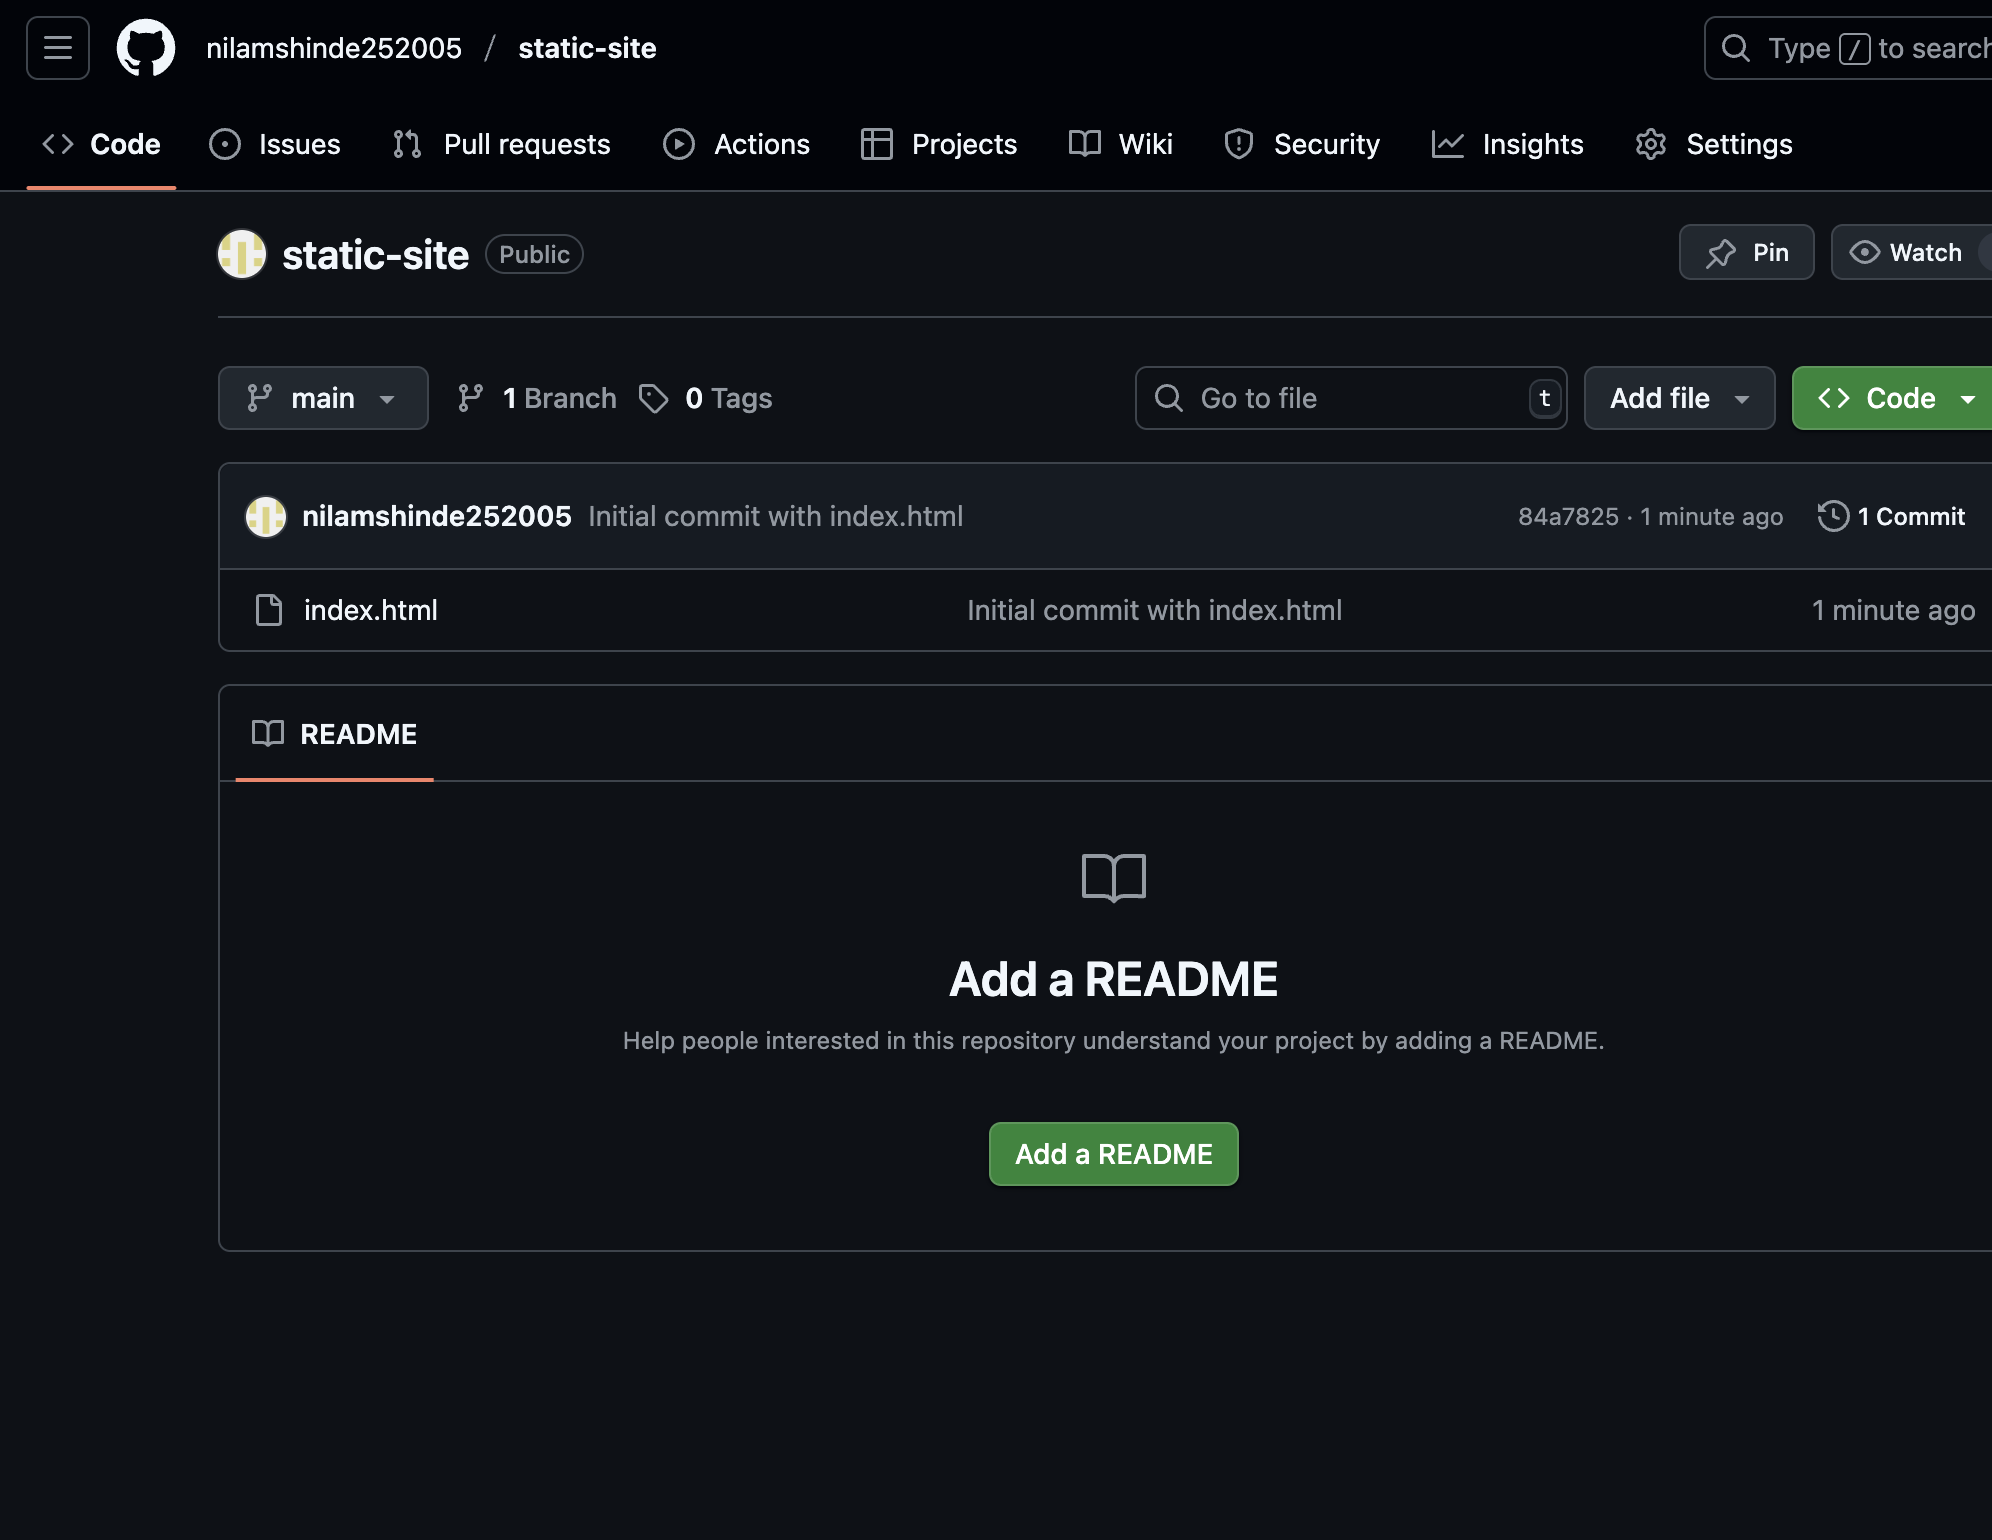 nilamshinde252005 / static-site
Type / to search
Code Issues Pull requests Actions Projects Wiki Security Insights Settings
static-site Public
Pin Watch
main 1 Branch 0 Tags
Go to file t Add file Code
nilamshinde252005 Initial commit with index.html 84a7825 · 1 minute ago 1 Commit
index.html Initial commit with index.html 1 minute ago
README
Add a README
Help people interested in this repository understand your project by adding a README.
Add a README